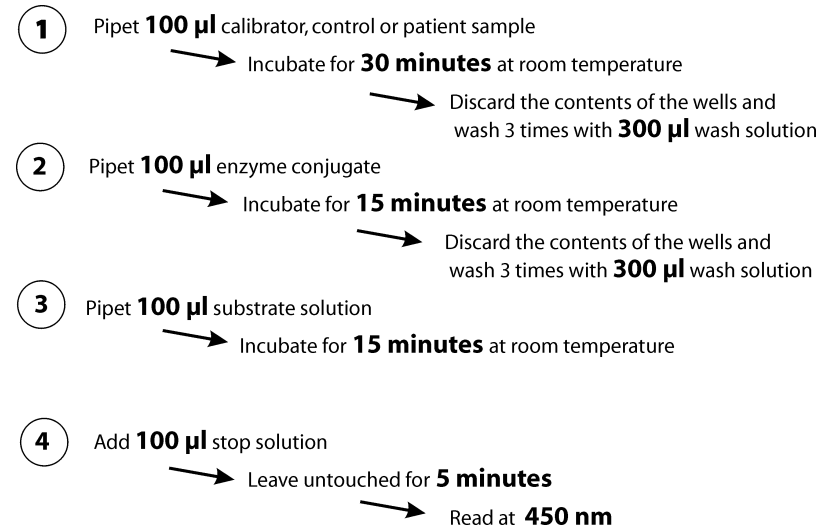 1 Pipet 100 µl calibrator, control or patient sample
Incubate for 30 minutes at room temperature
Discard the contents of the wells and
wash 3 times with 300 µl wash solution
2 Pipet 100 µl enzyme conjugate
Incubate for 15 minutes at room temperature
Discard the contents of the wells and
wash 3 times with 300 µl wash solution
3 Pipet 100 µl substrate solution
Incubate for 15 minutes at room temperature
4 Add 100 µl stop solution
Leave untouched for 5 minutes
Read at 450 nm